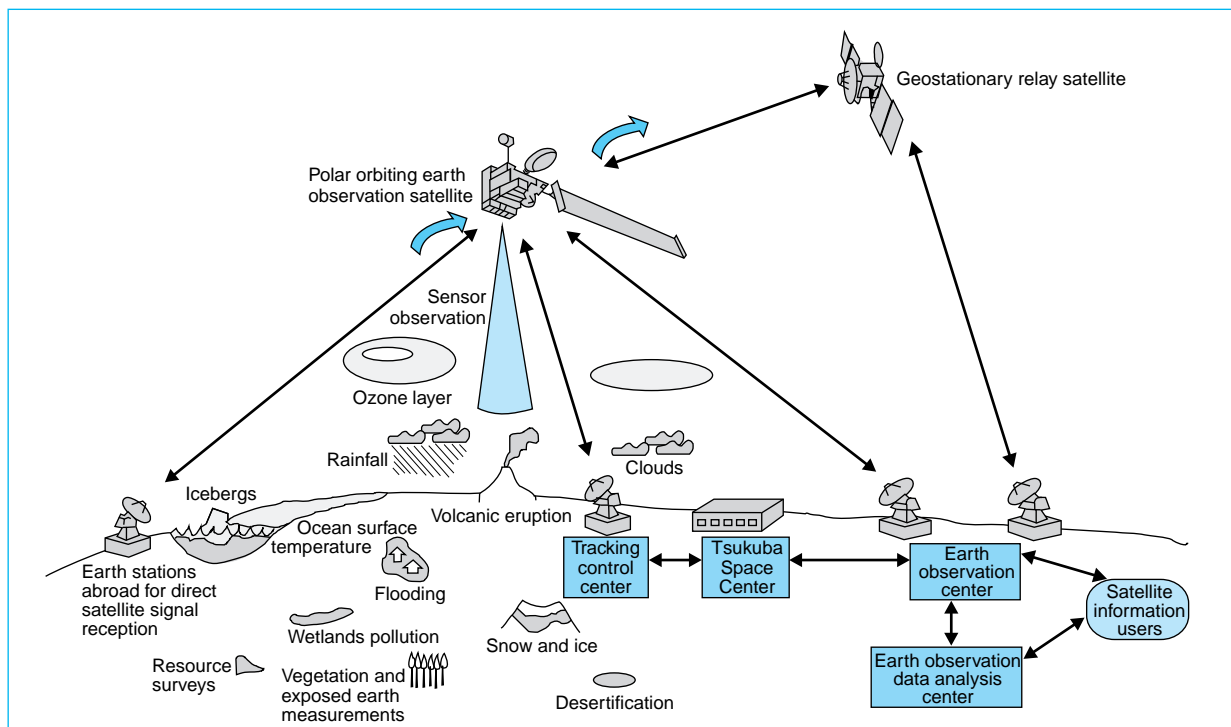 Geostationary relay satellite
Polar orbiting earth
observation satellite
Sensor
observation
Ozone layer
Rainfall
Clouds
Icebergs
Ocean surface
temperature
Volcanic eruption
Earth stations
abroad for direct
satellite signal
reception
Flooding
Tracking
control
center
Tsukuba
Space
Center
Earth
observation
center
Satellite
information
users
Wetlands pollution
Snow and ice
Resource
surveys
Vegetation and
exposed earth
measurements
Desertification
Earth observation
data analysis
center